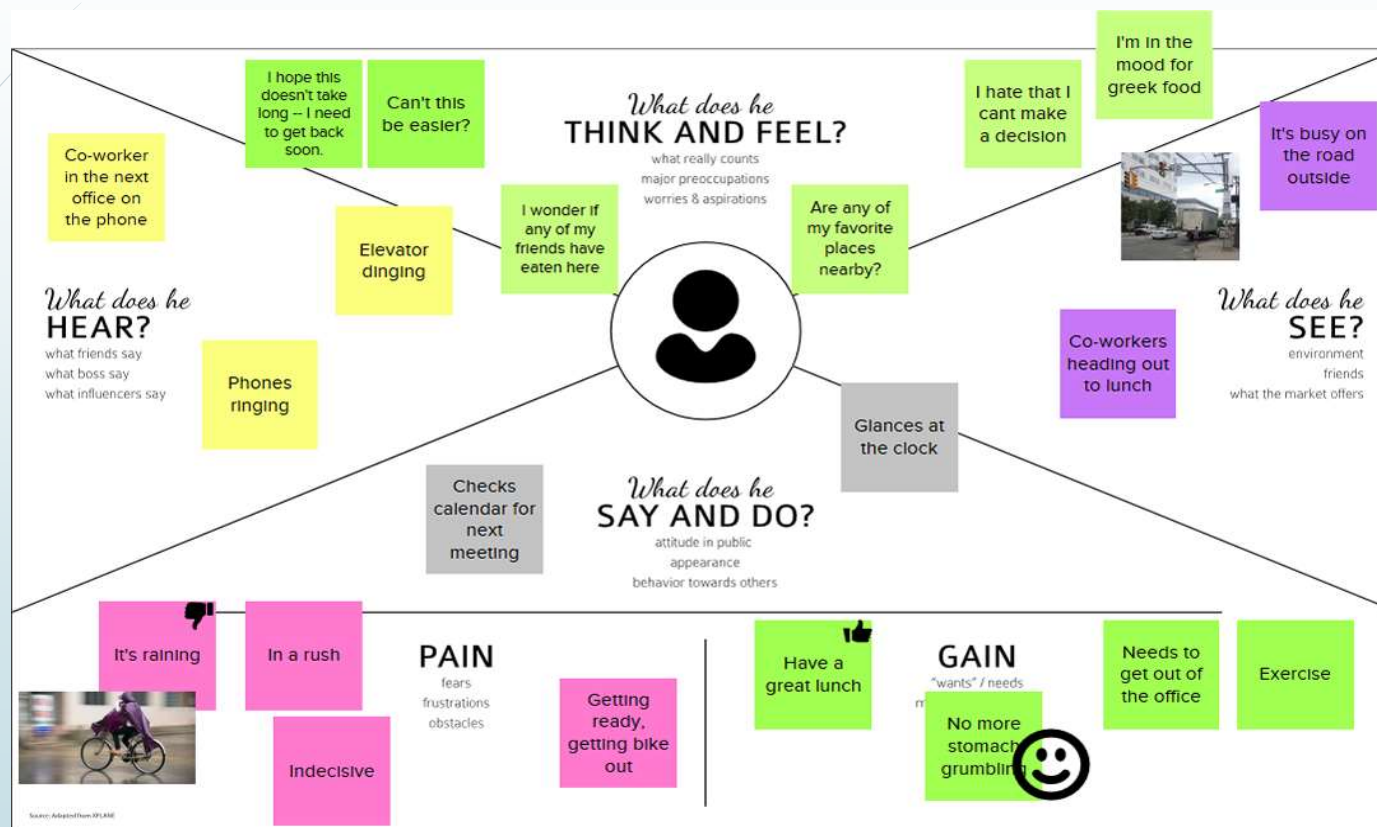 I hope this
doesn't take
long -- I need
to get back
soon.
Can't this
be easier?
What does he
THINK AND FEEL?
what really counts
major preoccupations
worries & aspirations
I hate that I
cant make
a decision
I'm in the
mood for
greek food
It's busy on
the road
outside
Co-worker
in the next
office on
the phone
Elevator
dinging
I wonder if
any of my
friends have
eaten here
Are any of
my favorite
places
nearby?
What does he
HEAR?
what friends say
what boss say
what influencers say
Phones
ringing
What does he
SEE?
environment
friends
what the market offers
Co-workers
heading out
to lunch
Glances at
the clock
Checks
calendar for
next
meeting
What does he
SAY AND DO?
attitude in public
appearance
behavior towards others
It's raining
In a rush
PAIN
fears
frustrations
obstacles
Getting
ready,
getting bike
out
Indecisive
Have a
great lunch
GAIN
"wants" / needs
No more
stomach
grumbling
Needs to
get out of
the office
Exercise
Source: Adapted from XPLANE